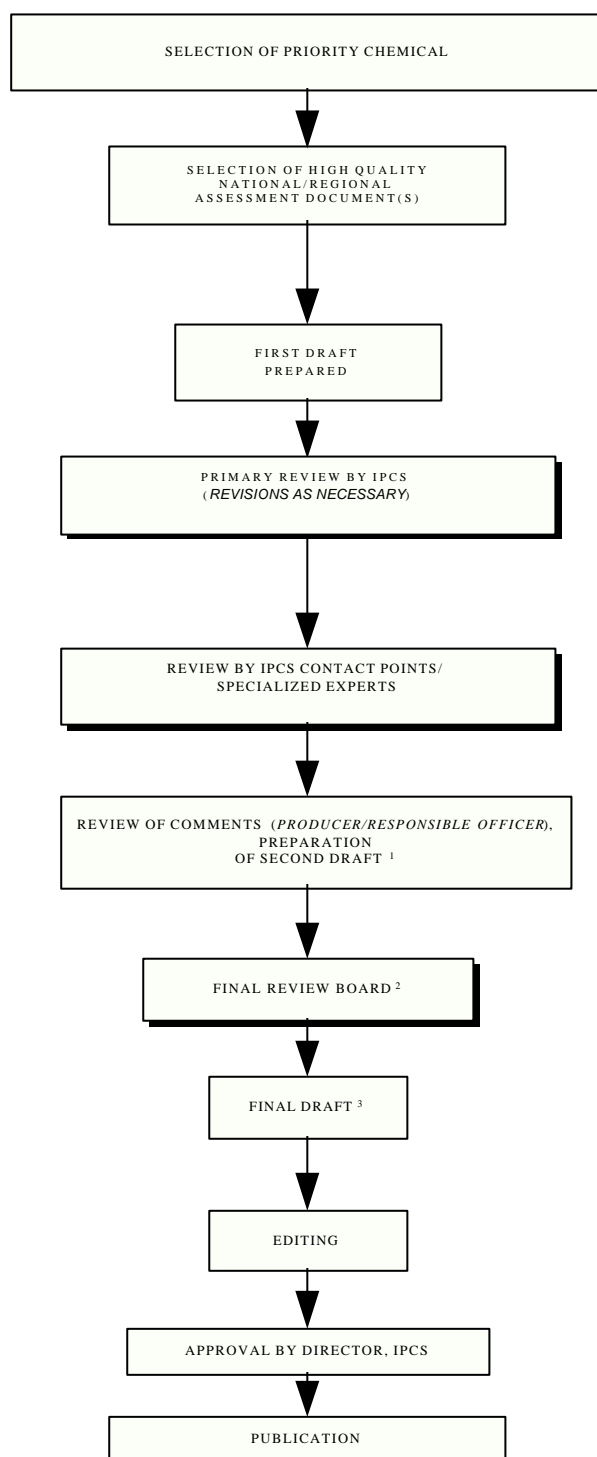 SELECTION OF PRIORITY CHEMICAL
SELECTION OF HIGH QUALITY
NATIONAL/REGIONAL
ASSESSMENT DOCUMENT(S)
FIRST DRAFT
PREPARED
PRIMARY REVIEW BY IPCS
(REVISIONS AS NECESSARY)
REVIEW BY IPCS CONTACT POINTS/
SPECIALIZED EXPERTS
REVIEW OF COMMENTS (PRODUCER/RESPONSIBLE OFFICER),
PREPARATION
OF SECOND DRAFT 1
FINAL REVIEW BOARD 2
FINAL DRAFT 3
EDITING
APPROVAL BY DIRECTOR, IPCS
PUBLICATION